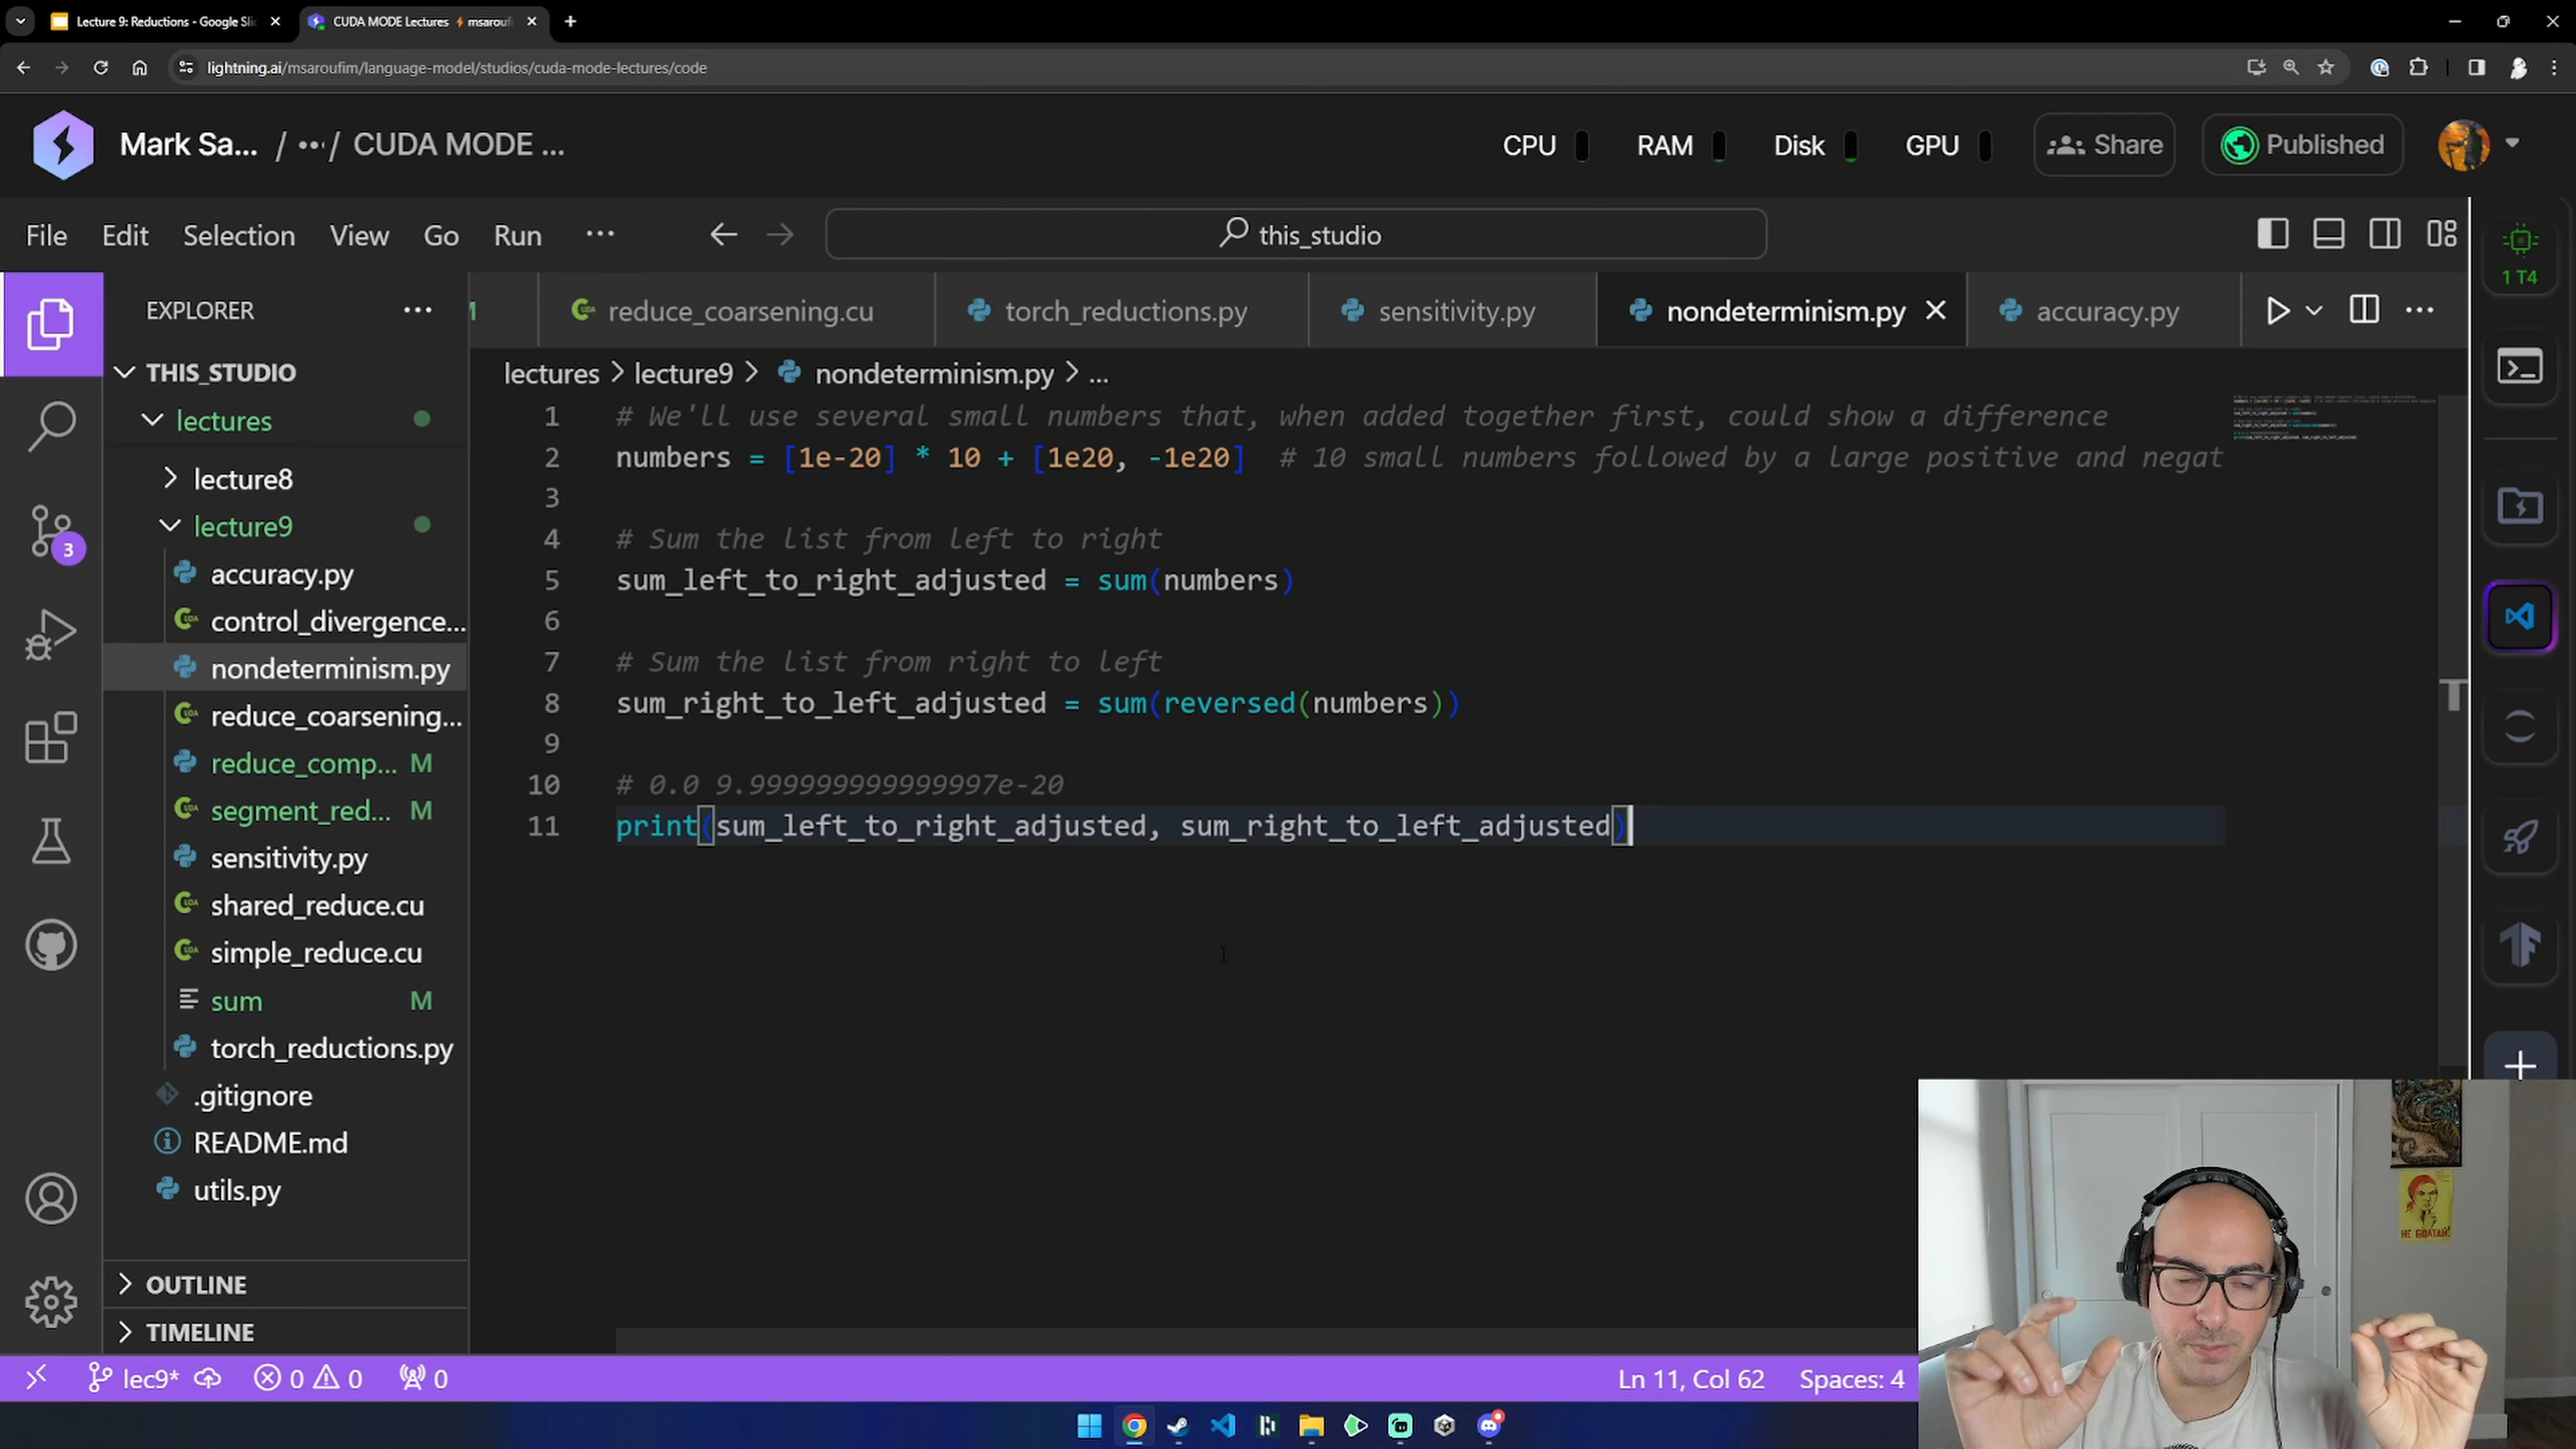 Lecture 9: Reductions - Google Sli
CUDA MODE Lectures ⚡ msaroufi
lightning.ai/msaroufim/language-model/studios/cuda-mode-lectures/code
Mark Sa... / ··· / CUDA MODE ...
CPU RAM Disk GPU Share Published
File Edit Selection View Go Run ···
this_studio
1 T4
EXPLORER ···
reduce_coarsening.cu torch_reductions.py sensitivity.py nondeterminism.py accuracy.py
lectures > lecture9 > nondeterminism.py > ...
THIS_STUDIO
lectures
lecture8
lecture9
accuracy.py
control_divergence...
nondeterminism.py
reduce_coarsening...
reduce_comp... M
segment_red... M
sensitivity.py
shared_reduce.cu
simple_reduce.cu
sum M
torch_reductions.py
.gitignore
README.md
utils.py
OUTLINE
TIMELINE
3
1 # We'll use several small numbers that, when added together first, could show a difference
2 numbers = [1e-20] * 10 + [1e20, -1e20]  # 10 small numbers followed by a large positive and negat
3
4 # Sum the list from left to right
5 sum_left_to_right_adjusted = sum(numbers)
6
7 # Sum the list from right to left
8 sum_right_to_left_adjusted = sum(reversed(numbers))
9
10 # 0.0 9.999999999999997e-20
11 print(sum_left_to_right_adjusted, sum_right_to_left_adjusted)
НЕ БОЛТАЙ!
lec9* 0 0 0
Ln 11, Col 62 Spaces: 4